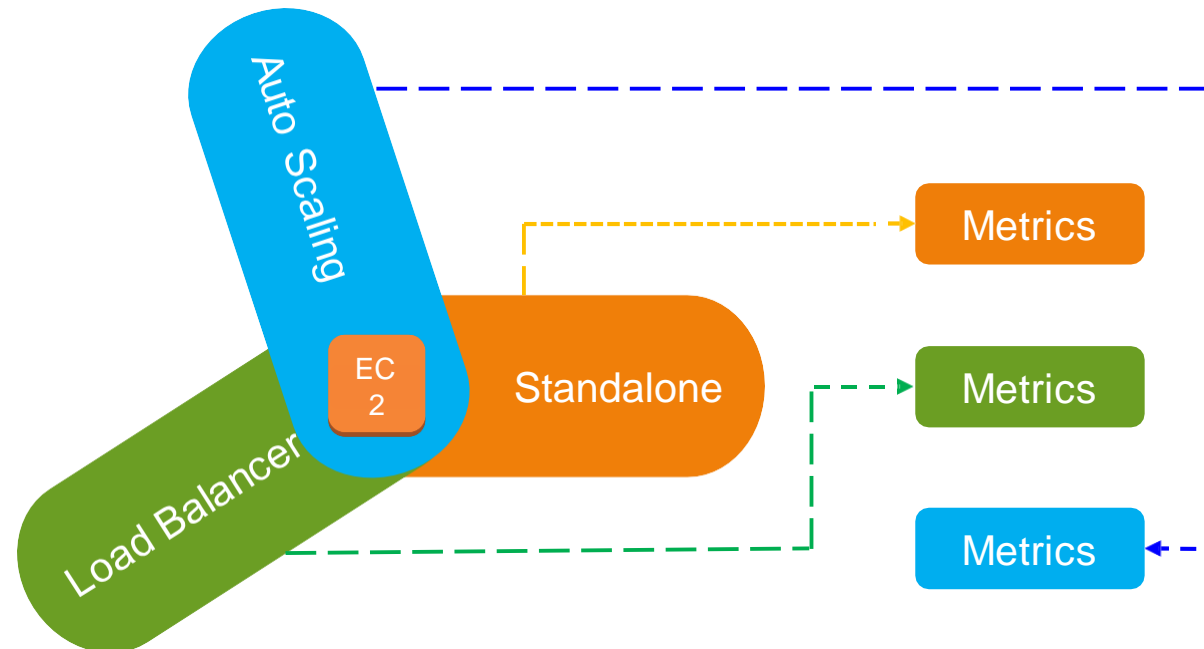 Auto Scaling
Metrics
EC
2
Standalone
Metrics
Load Balancer
Metrics